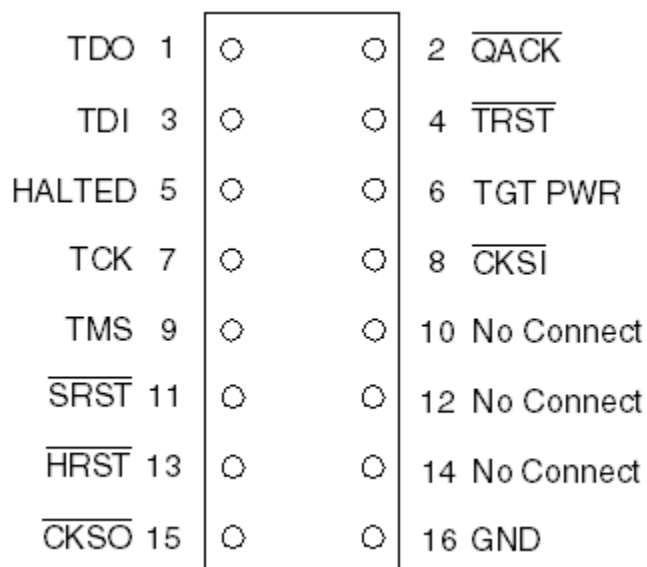 TDO 1 2 QACK
TDI 3 4 TRST
HALTED 5 6 TGT PWR
TCK 7 8 CKSI
TMS 9 10 No Connect
SRST 11 12 No Connect
HRST 13 14 No Connect
CKSO 15 16 GND